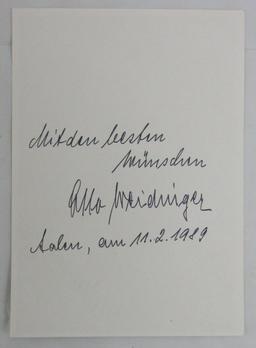 Mit den besten
Wünschen
Otto Weidinger
Aalen, am 11.2.1989